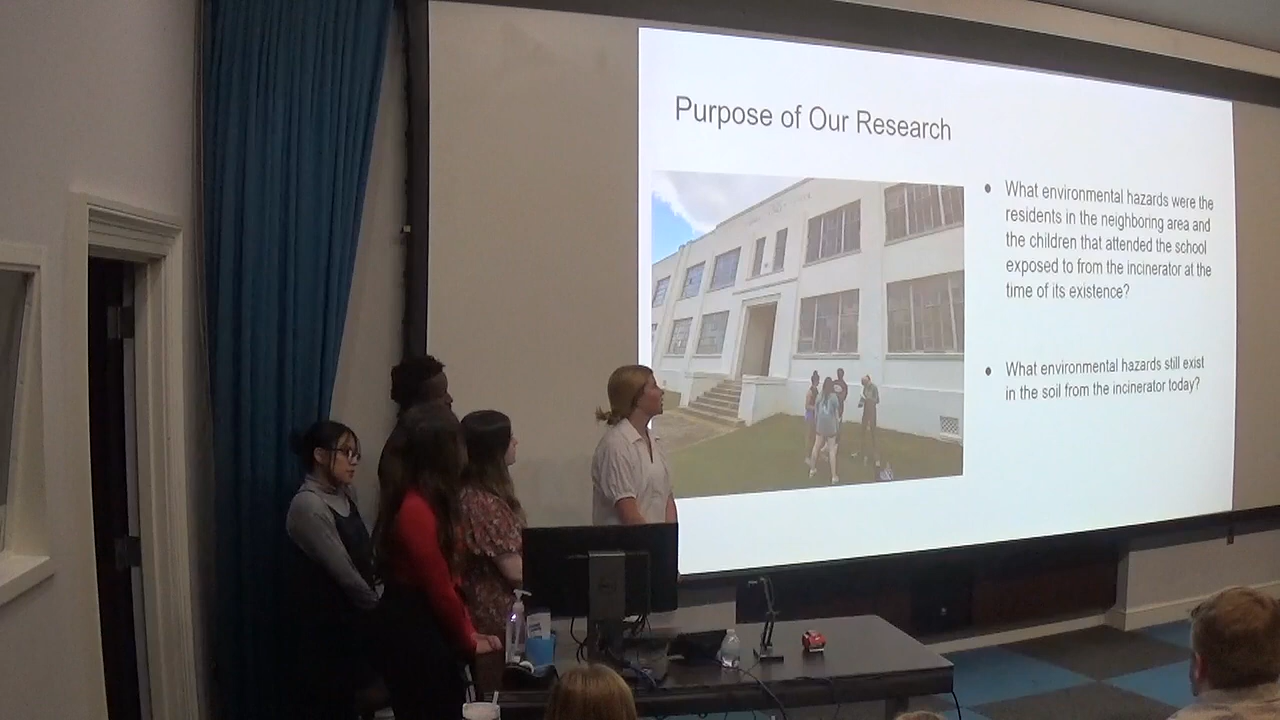 Purpose of Our Research
• What environmental hazards were the
residents in the neighboring area and
the children that attended the school
exposed to from the incinerator at the
time of its existence?
• What environmental hazards still exist
in the soil from the incinerator today?